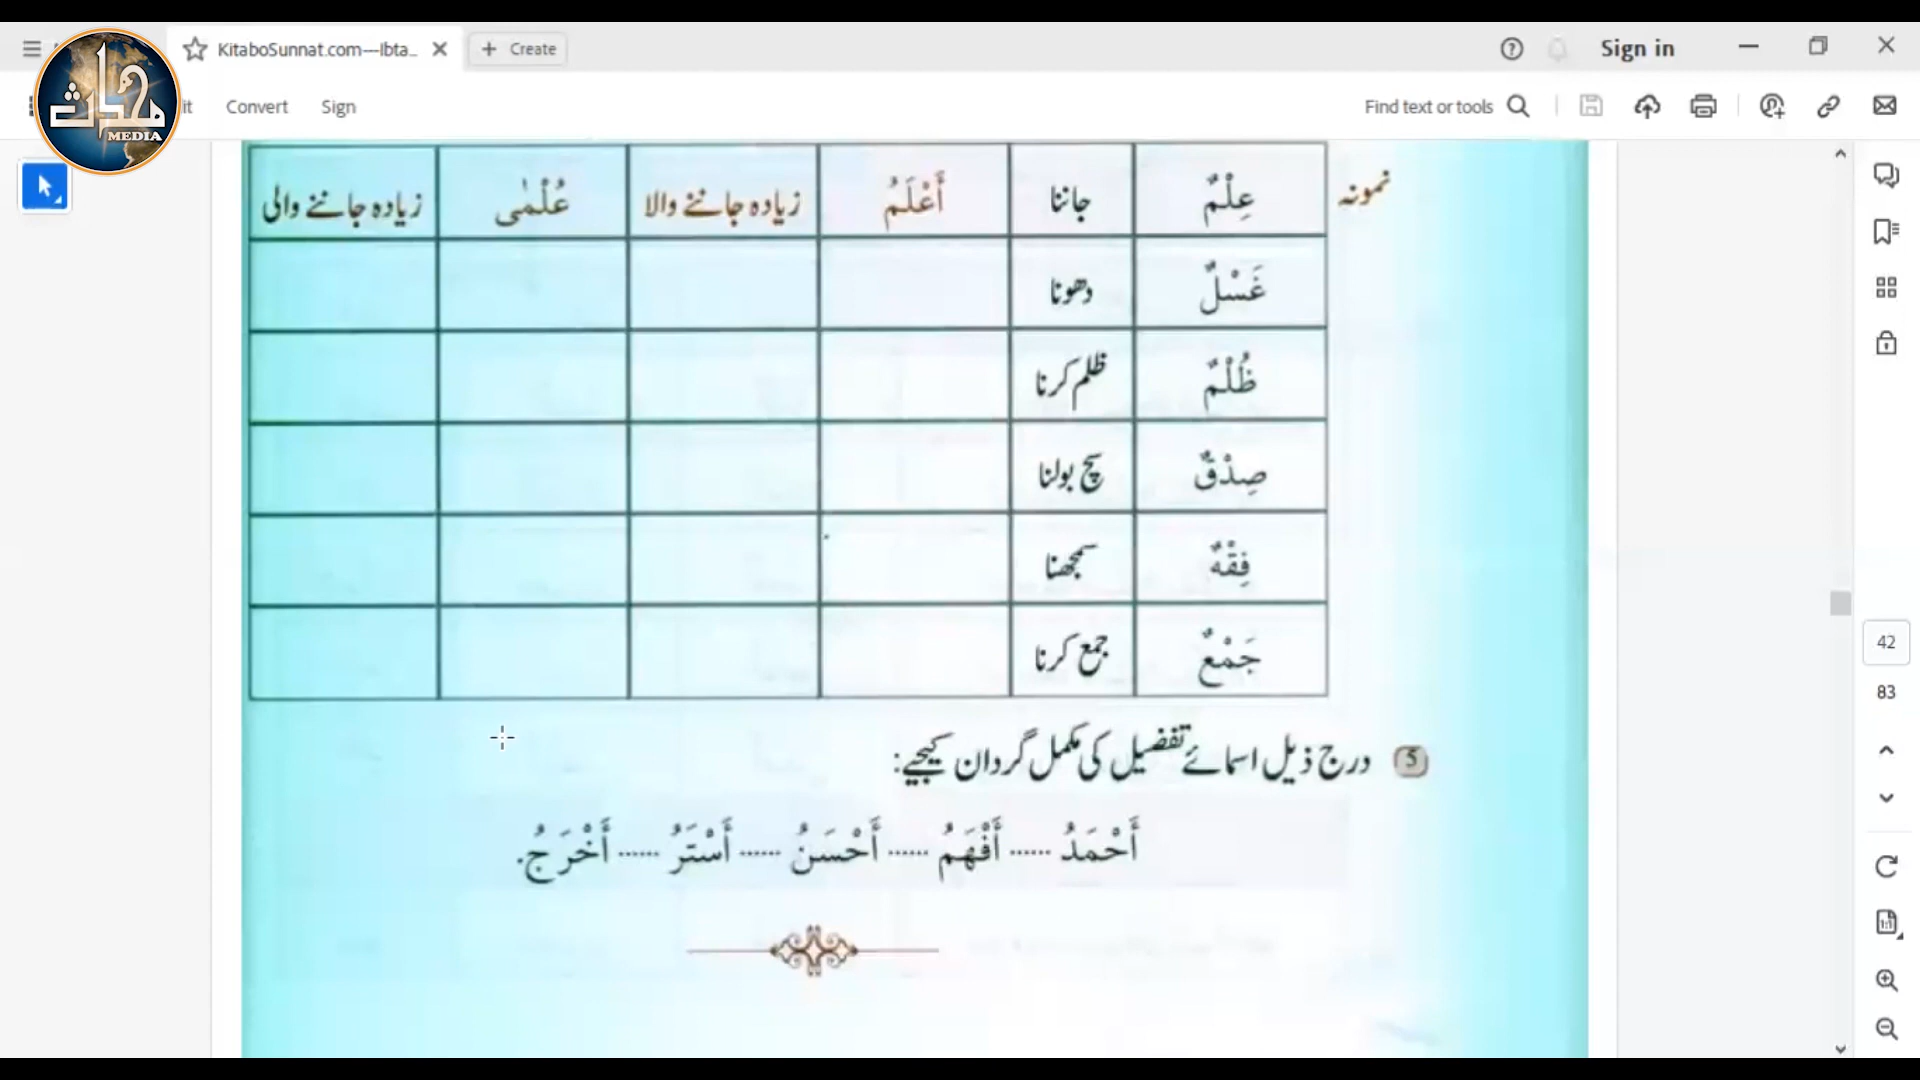 KitaboSunnat.com—Ibta...
Create
Sign in
Convert
Sign
Find text or tools
محدث
MEDIA
نمونہ عِلْمٌ جاننا أَعْلَمُ زیادہ جاننے والا عُلْمٰی زیادہ جاننے والی
غَسْلٌ دھونا
ظُلْمٌ ظلم کرنا
صِدْقٌ سچ بولنا
فِقْهٌ سمجھنا
جَمْعٌ جمع کرنا
5 درج ذیل اسمائے تفضیل کی مکمل گردان کیجیے:
أَحْمَدُ ...... أَفْهَمُ ...... أَحْسَنُ ...... أَسْتَرُ ...... أَخْرَجُ.
42
83